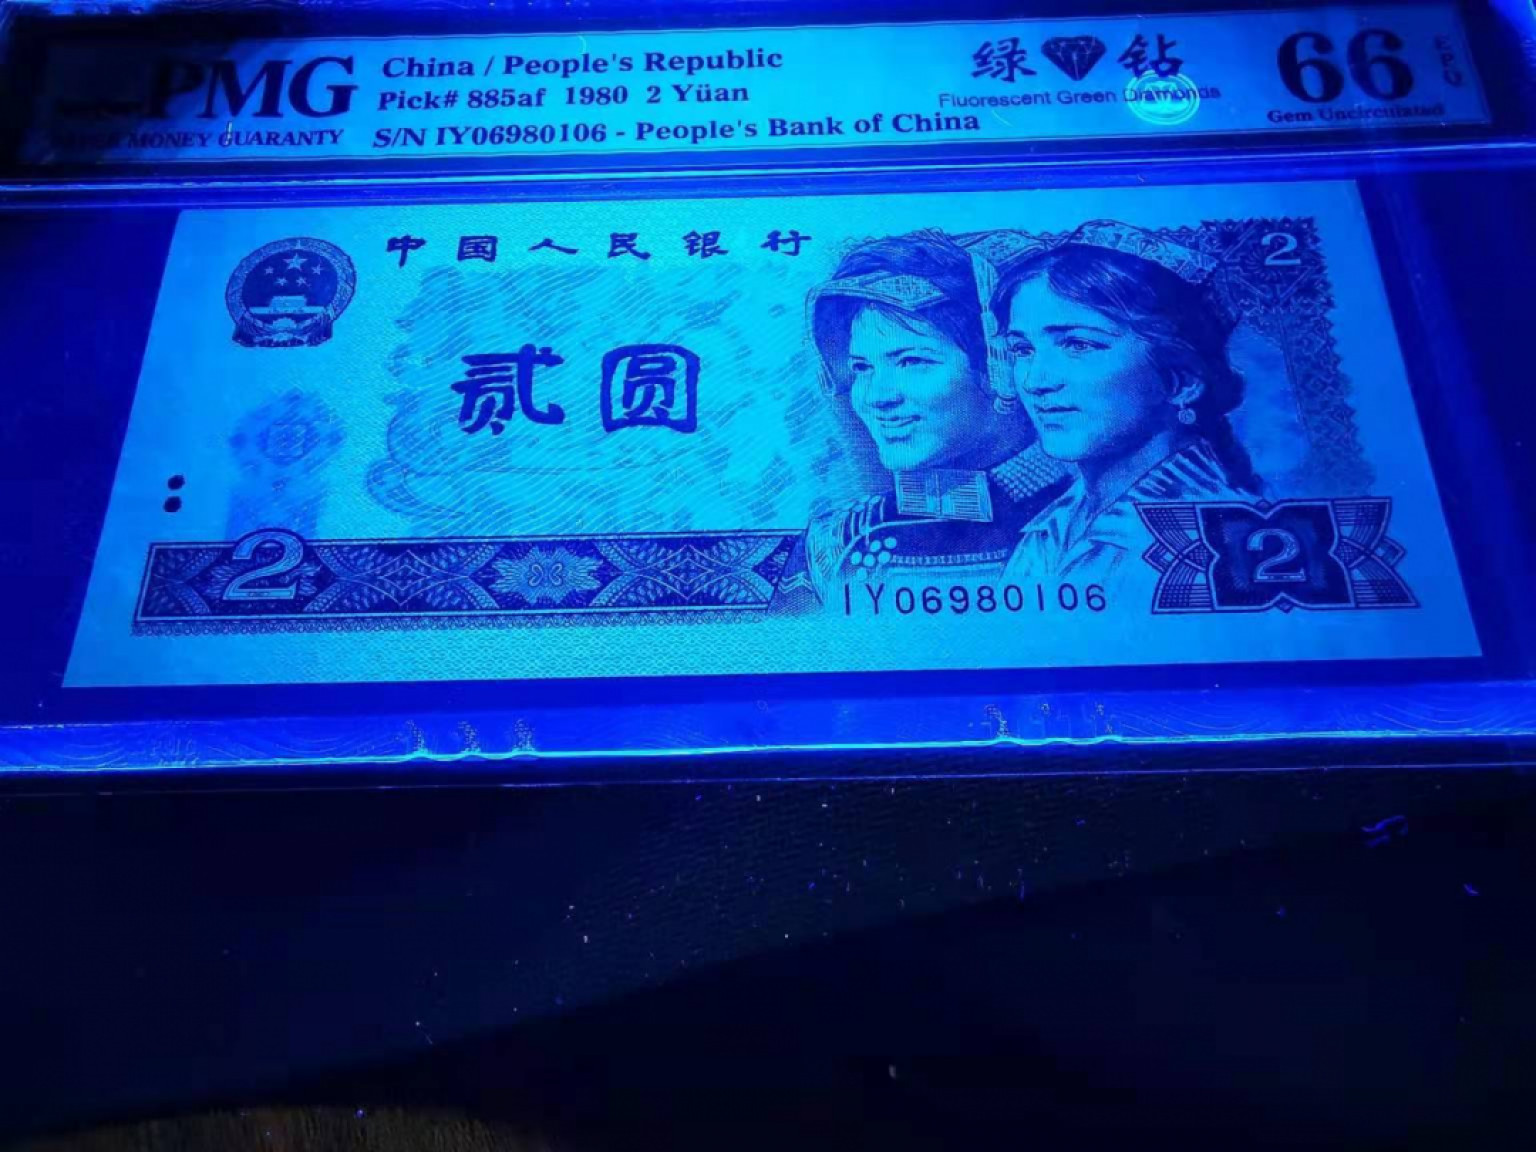 PMG
PAPER MONEY GUARANTY
China / People's Republic
Pick# 885af 1980 2 Yüan
S/N IY06980106 - People's Bank of China
绿 钻
Fluorescent Green Diamonds
66 EPQ
Gem Uncirculated
中国人民银行
2
贰圆
2
IY06980106
2